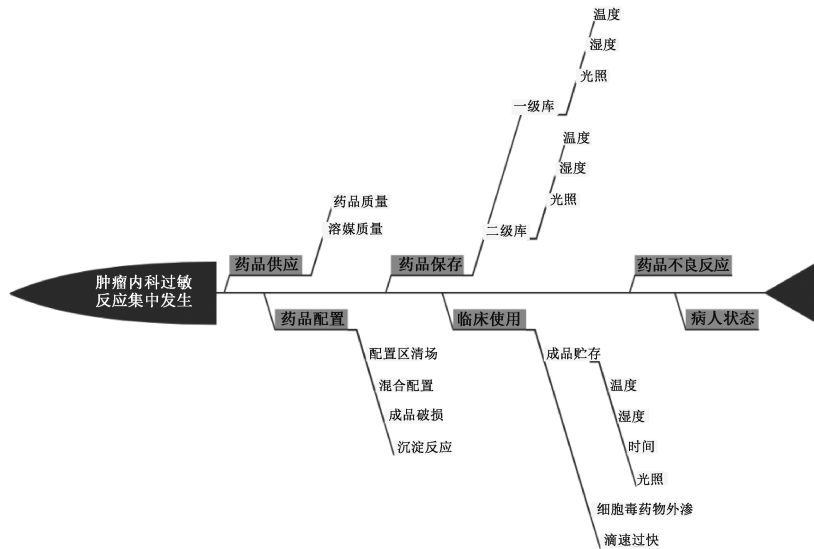 温度
湿度
光照
一级库
温度
湿度
光照
二级库
药品质量
溶媒质量
药品供应
药品保存
药品不良反应
肿瘤内科过敏
反应集中发生
药品配置
临床使用
病人状态
配置区清场
混合配置
成品破损
沉淀反应
成品贮存
温度
湿度
时间
光照
细胞毒药物外渗
滴速过快